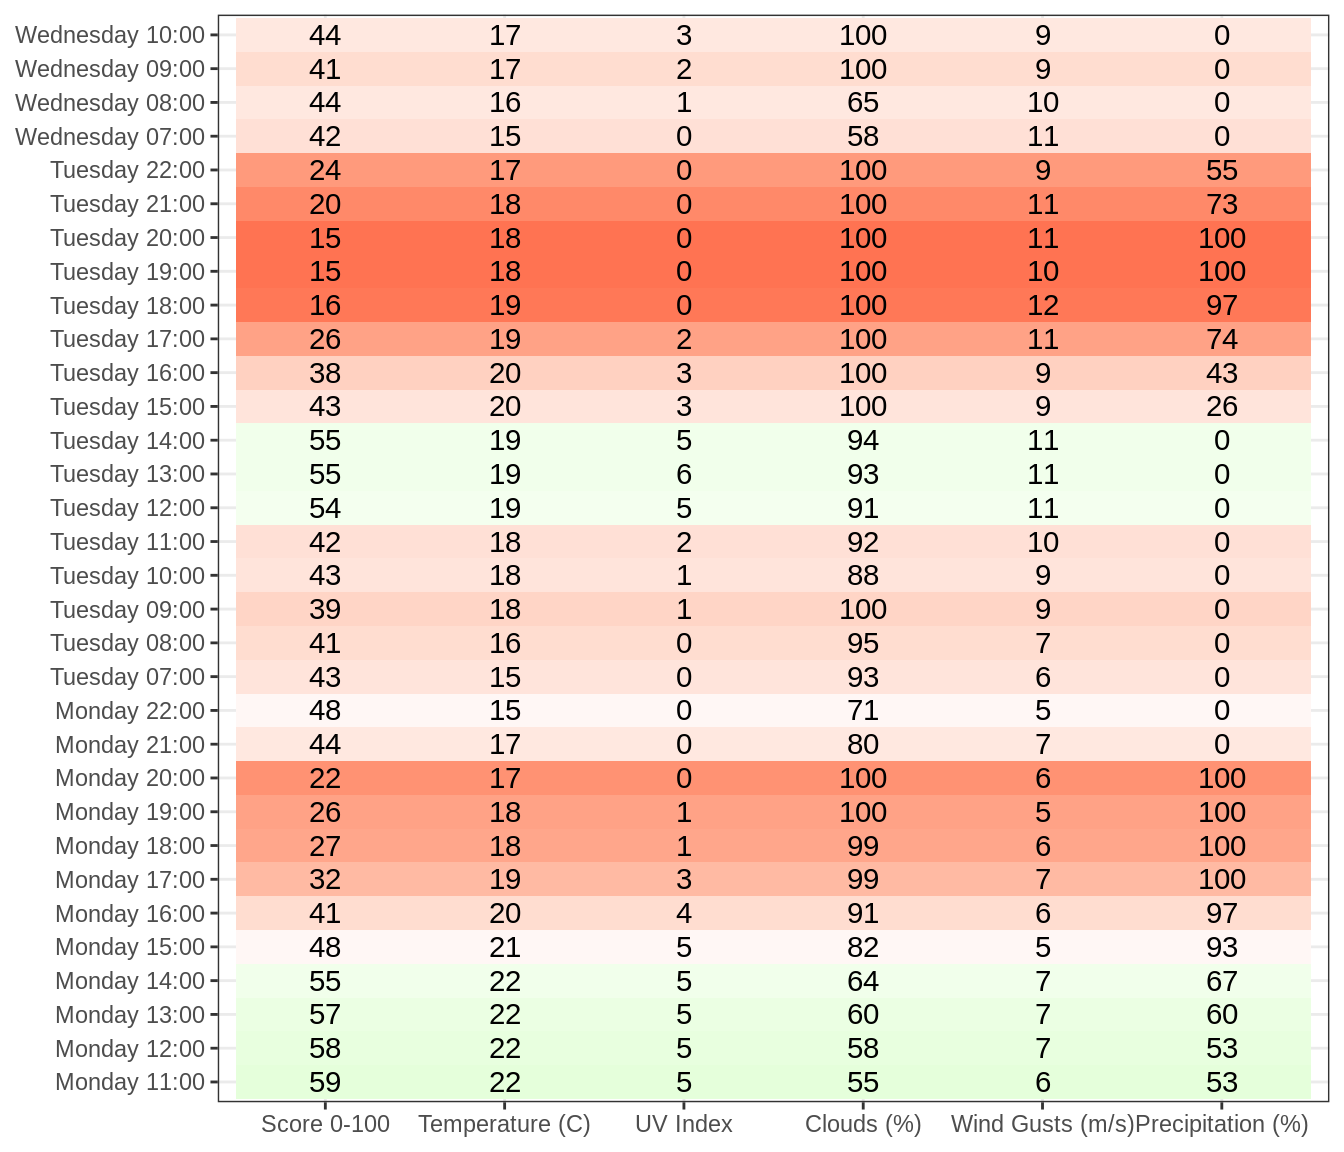 Wednesday 10:00 44 17 3 100 9 0
Wednesday 09:00 41 17 2 100 9 0
Wednesday 08:00 44 16 1 65 10 0
Wednesday 07:00 42 15 0 58 11 0
Tuesday 22:00 24 17 0 100 9 55
Tuesday 21:00 20 18 0 100 11 73
Tuesday 20:00 15 18 0 100 11 100
Tuesday 19:00 15 18 0 100 10 100
Tuesday 18:00 16 19 0 100 12 97
Tuesday 17:00 26 19 2 100 11 74
Tuesday 16:00 38 20 3 100 9 43
Tuesday 15:00 43 20 3 100 9 26
Tuesday 14:00 55 19 5 94 11 0
Tuesday 13:00 55 19 6 93 11 0
Tuesday 12:00 54 19 5 91 11 0
Tuesday 11:00 42 18 2 92 10 0
Tuesday 10:00 43 18 1 88 9 0
Tuesday 09:00 39 18 1 100 9 0
Tuesday 08:00 41 16 0 95 7 0
Tuesday 07:00 43 15 0 93 6 0
Monday 22:00 48 15 0 71 5 0
Monday 21:00 44 17 0 80 7 0
Monday 20:00 22 17 0 100 6 100
Monday 19:00 26 18 1 100 5 100
Monday 18:00 27 18 1 99 6 100
Monday 17:00 32 19 3 99 7 100
Monday 16:00 41 20 4 91 6 97
Monday 15:00 48 21 5 82 5 93
Monday 14:00 55 22 5 64 7 67
Monday 13:00 57 22 5 60 7 60
Monday 12:00 58 22 5 58 7 53
Monday 11:00 59 22 5 55 6 53
Score 0-100 Temperature (C) UV Index Clouds (%) Wind Gusts (m/s) Precipitation (%)